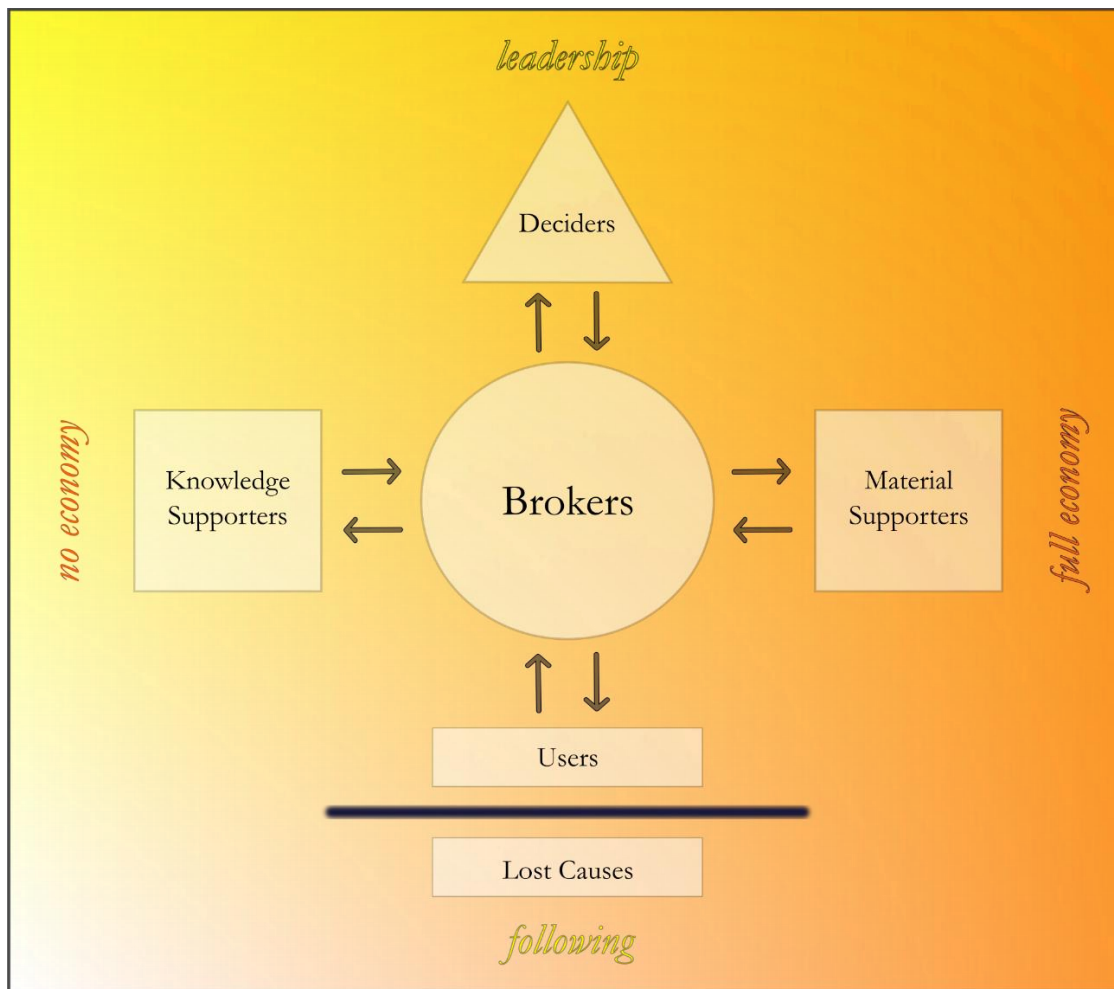 leadership
Deciders
no economy
Knowledge
Supporters
Brokers
Material
Supporters
full economy
Users
Lost Causes
following